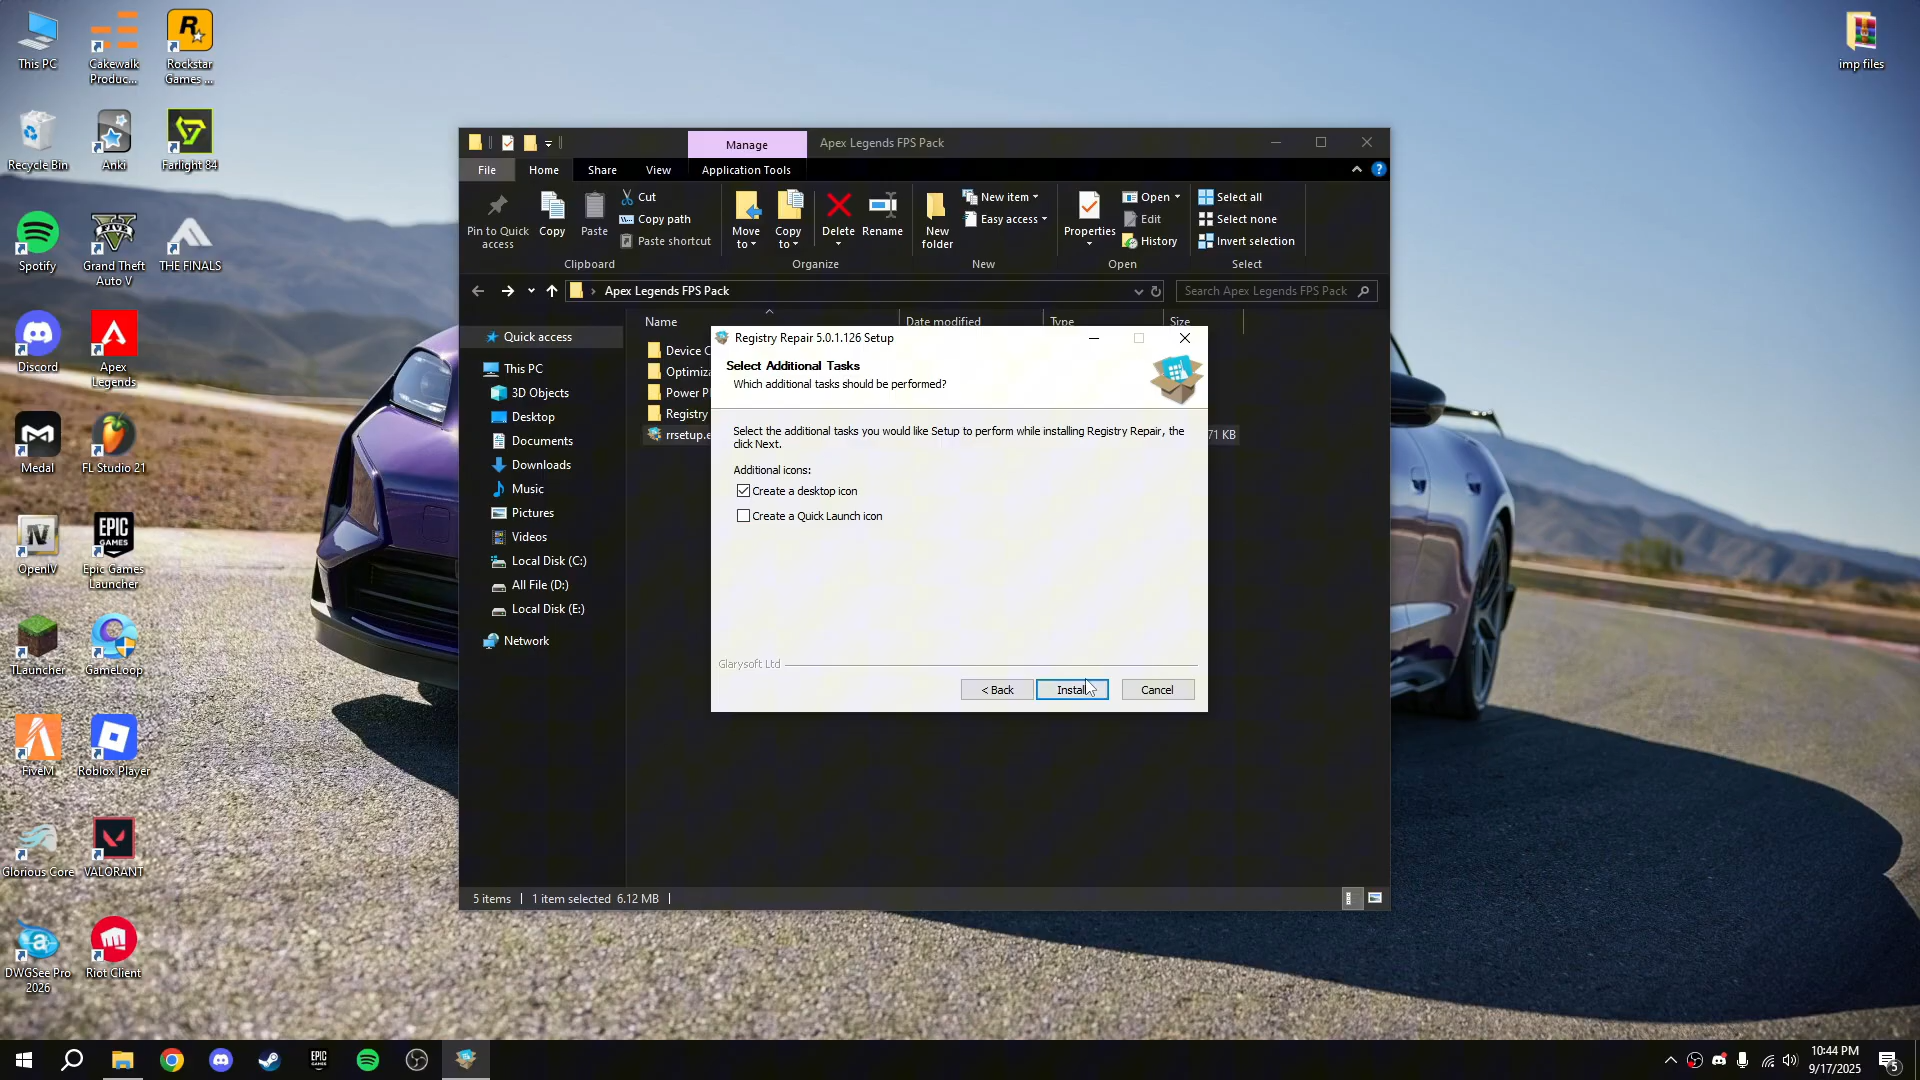 This PC
Cakewalk
Produc...
Rockstar
Games ...
imp files
Recycle Bin
Anki
Farlight 84
Spotify
Grand Theft
Auto V
THE FINALS
Discord
Apex
Legends
Medal
FL Studio 21
OpenIV
Epic Games
Launcher
TLauncher
GameLoop
FiveM
Roblox Player
Glorious Core
VALORANT
DWGSee Pro
2026
Riot Client
Manage
Apex Legends FPS Pack
File
Home
Share
View
Application Tools
Pin to Quick
access
Copy
Paste
Cut
Copy path
Paste shortcut
Clipboard
Move
to
Copy
to
Delete
Rename
Organize
New
folder
New item
Easy access
New
Properties
Open
Edit
History
Open
Select all
Select none
Invert selection
Select
Apex Legends FPS Pack
Search Apex Legends FPS Pack
Name
Date modified
Type
Size
Quick access
This PC
3D Objects
Desktop
Documents
Downloads
Music
Pictures
Videos
Local Disk (C:)
All File (D:)
Local Disk (E:)
Network
Device C
Optimiza
Power P
Registry
rrsetup.e
71 KB
Registry Repair 5.0.1.126 Setup
Select Additional Tasks
Which additional tasks should be performed?
Select the additional tasks you would like Setup to perform while installing Registry Repair, the
click Next.
Additional icons:
Create a desktop icon
Create a Quick Launch icon
Glarysoft Ltd
< Back
Install
Cancel
5 items
1 item selected 6.12 MB
EPIC
GAMES
10:44 PM
9/17/2025
5